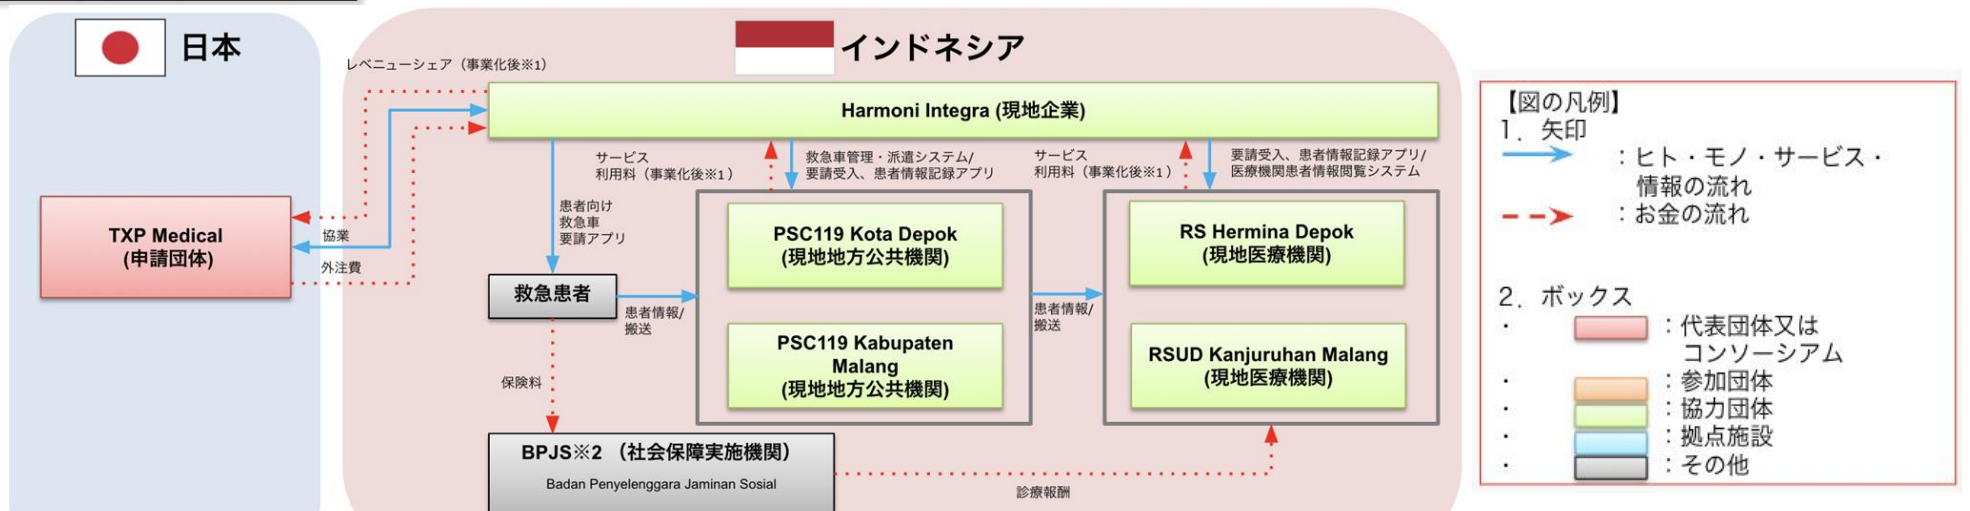 日本
インドネシア
レベニューシェア（事業化後※1）
Harmoni Integra (現地企業)
サービス
利用料（事業化後※1）
救急車管理・派遣システム/
要請受入、患者情報記録アプリ
サービス
利用料（事業化後※1）
要請受入、患者情報記録アプリ/
医療機関患者情報閲覧システム
TXP Medical
(申請団体)
協業
外注費
患者向け
救急車
要請アプリ
救急患者
患者情報/
搬送
PSC119 Kota Depok
(現地地方公共機関)
PSC119 Kabupaten
Malang
(現地地方公共機関)
患者情報/
搬送
RS Hermina Depok
(現地医療機関)
RSUD Kanjuruhan Malang
(現地医療機関)
保険料
BPJS※2 （社会保障実施機関）
Badan Penyelenggara Jaminan Sosial
診療報酬
【図の凡例】
1．矢印
：ヒト・モノ・サービス・
情報の流れ
：お金の流れ
2．ボックス
・ ：代表団体又は
コンソーシアム
・ ：参加団体
・ ：協力団体
・ ：拠点施設
・ ：その他